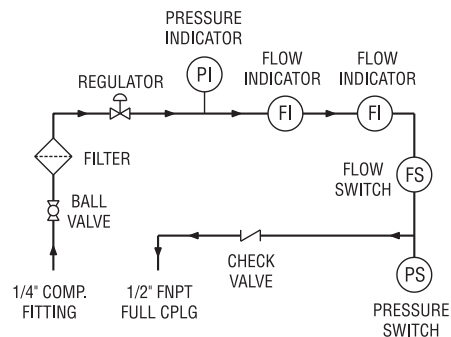 PRESSURE
INDICATOR
PI
REGULATOR
FLOW
INDICATOR
FI
FLOW
INDICATOR
FI
FILTER
FLOW
SWITCH
FS
BALL
VALVE
CHECK
VALVE
PS
PRESSURE
SWITCH
1/4" COMP.
FITTING
1/2" FNPT
FULL CPLG